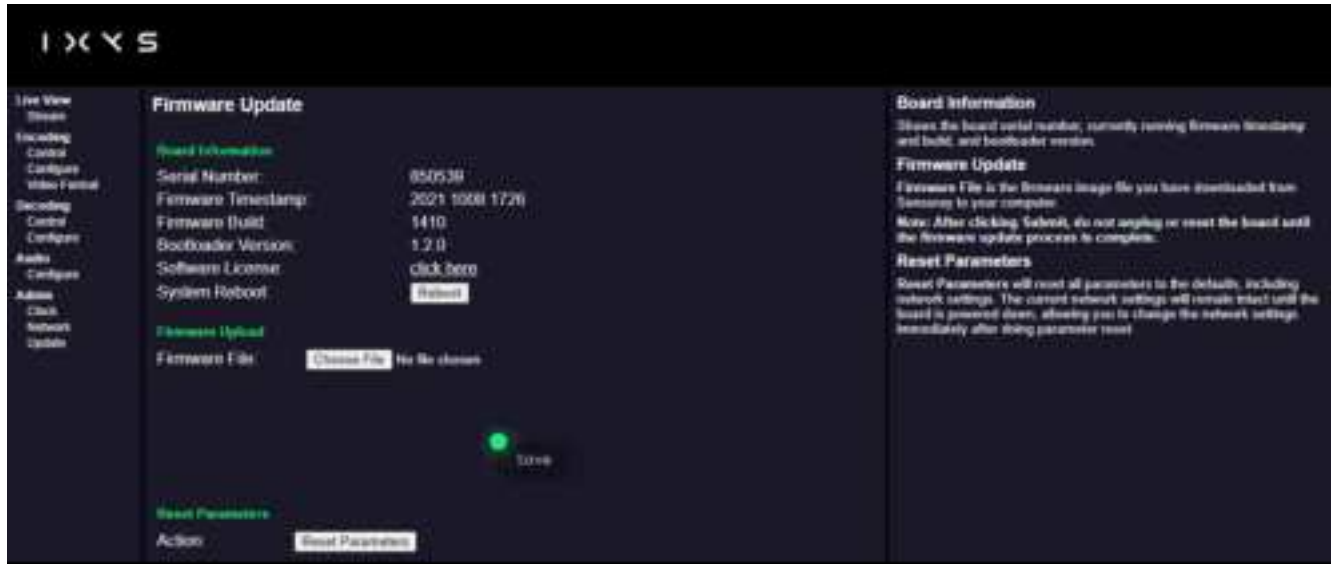 IXYS
Live View
Stream
Encoding
Control
Configure
Video Format
Decoding
Control
Configure
Audio
Configure
Admin
Clock
Network
Update
Firmware Update
Board Information
Serial Number: 850539
Firmware Timestamp: 2021 1008 1726
Firmware Build: 1410
Bootloader Version: 1.2.0
Software License: click here
System Reboot: Reboot
Firmware Upload
Firmware File: Choose File No file chosen
Save
Reset Parameters
Action: Reset Parameters
Board Information
Shows the board serial number, currently running firmware timestamp
and build, and bootloader version.
Firmware Update
Firmware File is the firmware image file you have downloaded from
Sensoray to your computer.
Note: After clicking Submit, do not unplug or reset the board until
the firmware update process is complete.
Reset Parameters
Reset Parameters will reset all parameters to the defaults, including
network settings. The current network settings will remain intact until the
board is powered down, allowing you to change the network settings
immediately after doing parameter reset.